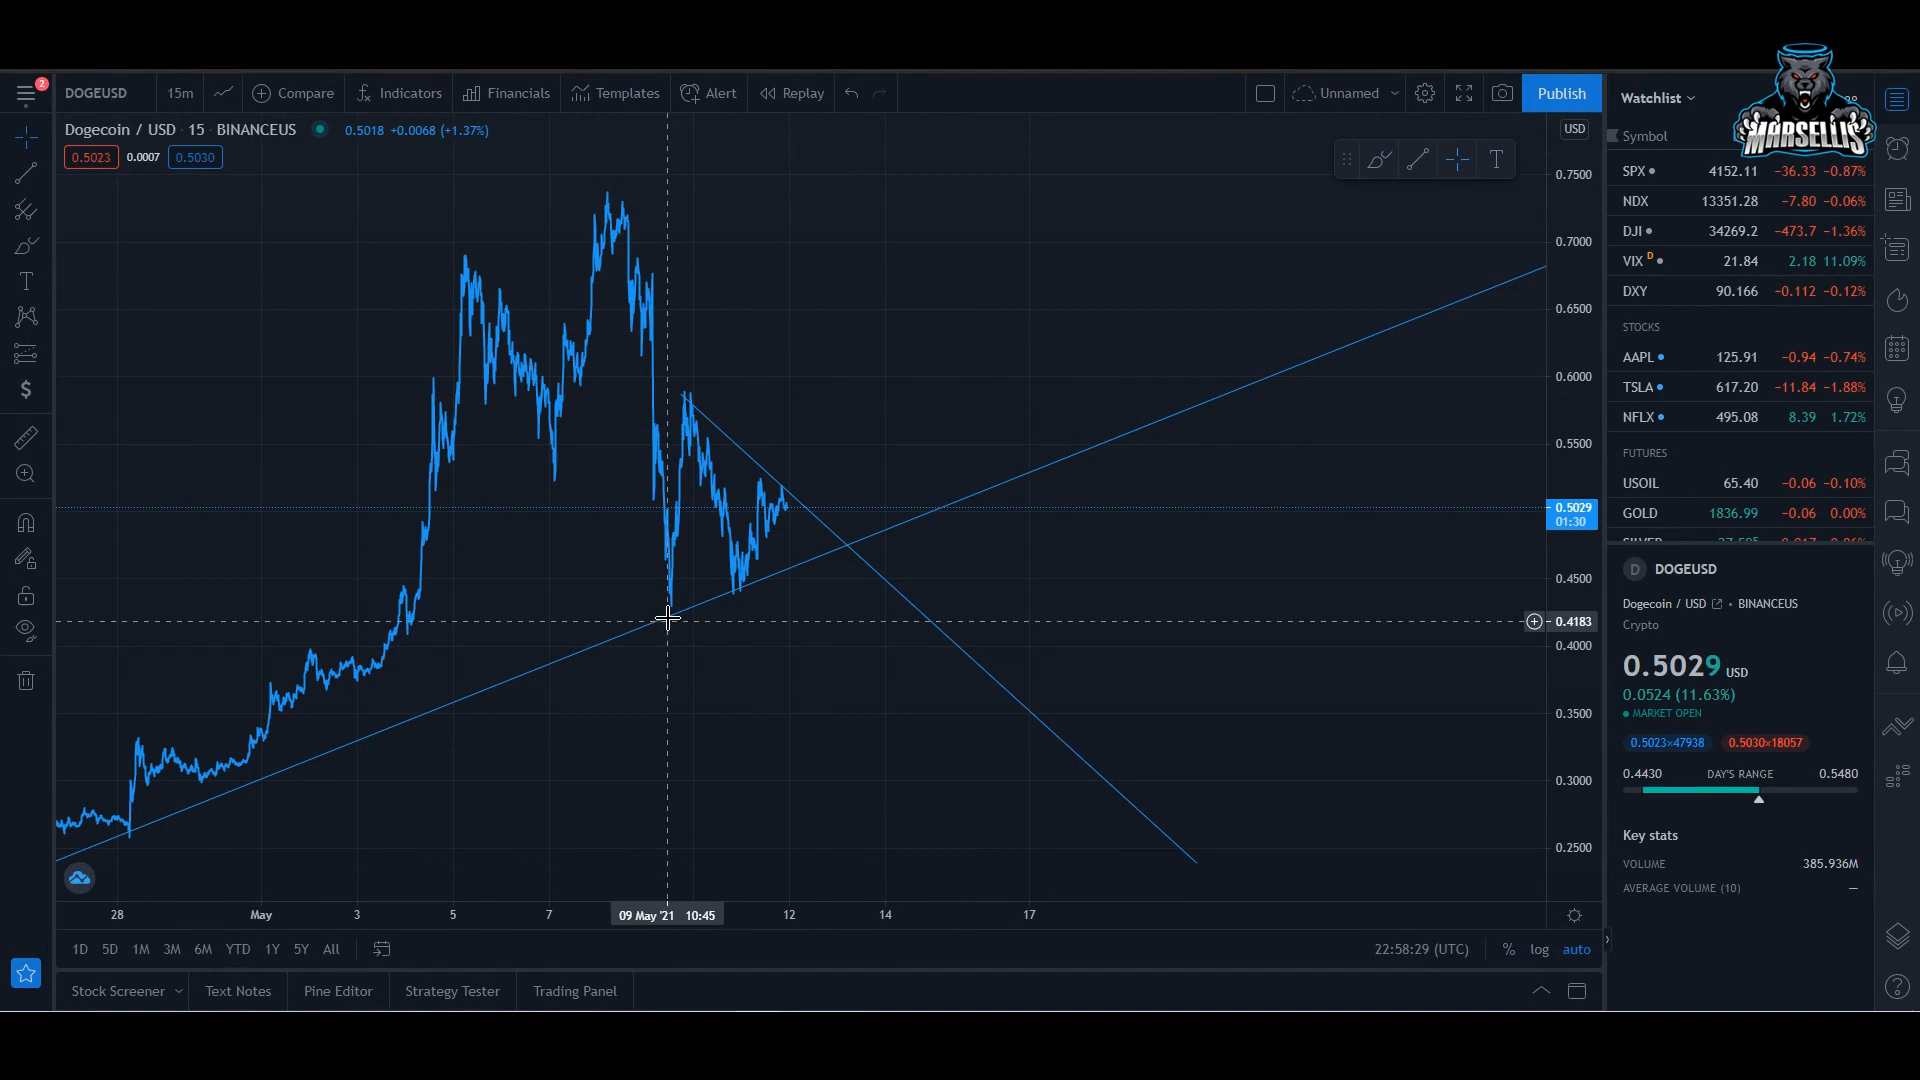 2
DOGEUSD 15m Compare Indicators Financials Templates Alert Replay Unnamed Publish
Watchlist
MARSELLIS
Dogecoin / USD · 15 · BINANCEUS 0.5018 +0.0068 (+1.37%)
0.5023 0.0007 0.5030
USD
Symbol
SPX 4152.11 −36.33 −0.87%
NDX 13351.28 −7.80 −0.06%
DJI 34269.2 −473.7 −1.36%
VIX D 21.84 2.18 11.09%
DXY 90.166 −0.112 −0.12%
STOCKS
AAPL 125.91 −0.94 −0.74%
TSLA 617.20 −11.84 −1.88%
NFLX 495.08 8.39 1.72%
FUTURES
USOIL 65.40 −0.06 −0.10%
GOLD 1836.99 −0.06 0.00%
0.7500
0.7000
0.6500
0.6000
0.5500
0.5029
01:30
0.4500
0.4183
0.4000
0.3500
0.3000
0.2500
T
T
$
D DOGEUSD
Dogecoin / USD • BINANCEUS
Crypto
0.5029 USD
0.0524 (11.63%)
MARKET OPEN
0.5023×47938 0.5030×18057
0.4430 DAY'S RANGE 0.5480
Key stats
VOLUME 385.936M
AVERAGE VOLUME (10) —
28 May 3 5 7 09 May '21 10:45 12 14 17
1D 5D 1M 3M 6M YTD 1Y 5Y All 22:58:29 (UTC) % log auto
Stock Screener Text Notes Pine Editor Strategy Tester Trading Panel